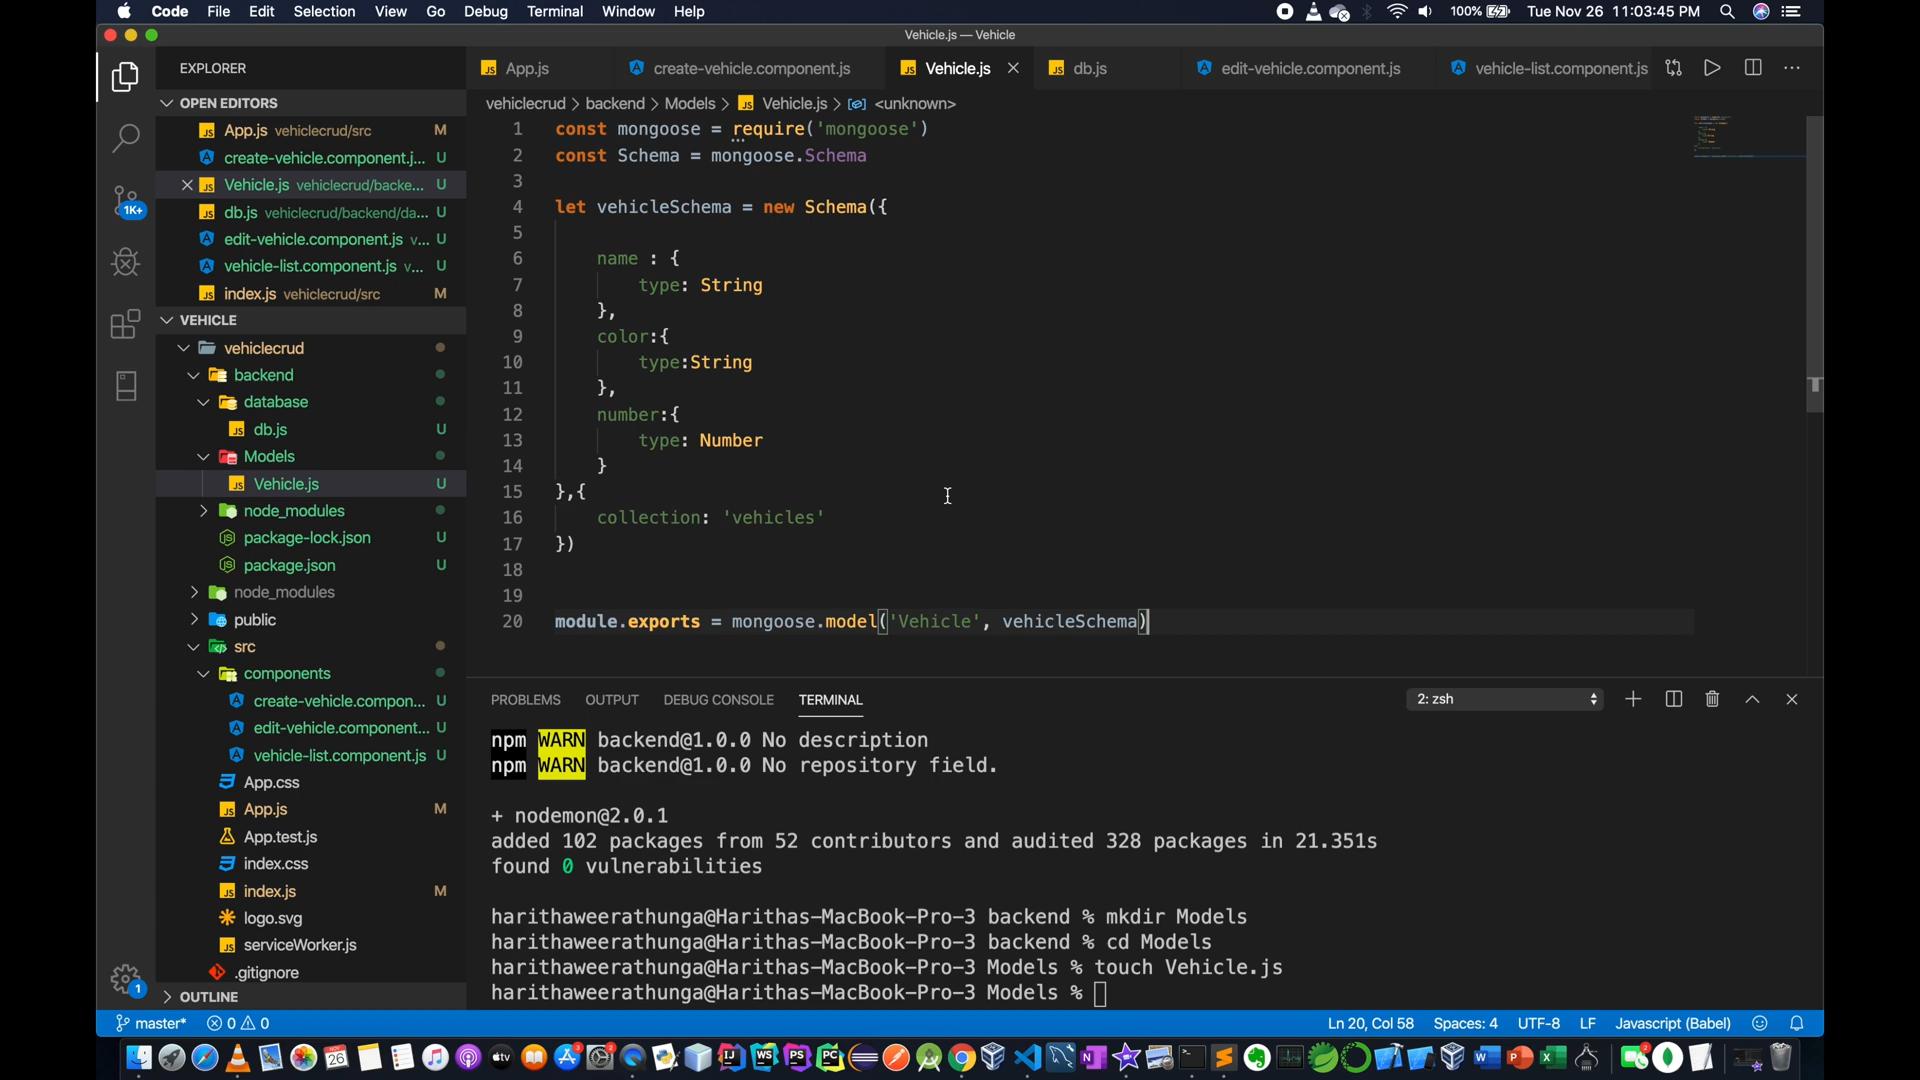 Code File Edit Selection View Go Debug Terminal Window Help 100% Tue Nov 26 11:03:45 PM
Vehicle.js — Vehicle
EXPLORER
App.js create-vehicle.component.js Vehicle.js db.js edit-vehicle.component.js vehicle-list.component.js
OPEN EDITORS
App.js vehiclecrud/src M
create-vehicle.component.j... U
Vehicle.js vehiclecrud/backe... U
db.js vehiclecrud/backend/da... U
edit-vehicle.component.js v... U
vehicle-list.component.js v... U
index.js vehiclecrud/src M
1K+
VEHICLE
vehiclecrud
backend
database
db.js U
Models
Vehicle.js U
node_modules
package-lock.json U
package.json U
node_modules
public
src
components
create-vehicle.compon... U
edit-vehicle.component... U
vehicle-list.component.js U
App.css
App.js M
App.test.js
index.css
index.js M
logo.svg
serviceWorker.js
.gitignore
OUTLINE
1
vehiclecrud > backend > Models > Vehicle.js > <unknown>
1 const mongoose = require('mongoose')
2 const Schema = mongoose.Schema
3
4 let vehicleSchema = new Schema({
5
6 name : {
7 type: String
8 },
9 color:{
10 type:String
11 },
12 number:{
13 type: Number
14 }
15 },{
16 collection: 'vehicles'
17 })
18
19
20 module.exports = mongoose.model('Vehicle', vehicleSchema)
PROBLEMS OUTPUT DEBUG CONSOLE TERMINAL 2: zsh
npm WARN backend@1.0.0 No description
npm WARN backend@1.0.0 No repository field.
+ nodemon@2.0.1
added 102 packages from 52 contributors and audited 328 packages in 21.351s
found 0 vulnerabilities
harithaweerathunga@Harithas-MacBook-Pro-3 backend % mkdir Models
harithaweerathunga@Harithas-MacBook-Pro-3 backend % cd Models
harithaweerathunga@Harithas-MacBook-Pro-3 Models % touch Vehicle.js
harithaweerathunga@Harithas-MacBook-Pro-3 Models %
master* 0 0 Ln 20, Col 58 Spaces: 4 UTF-8 LF Javascript (Babel)